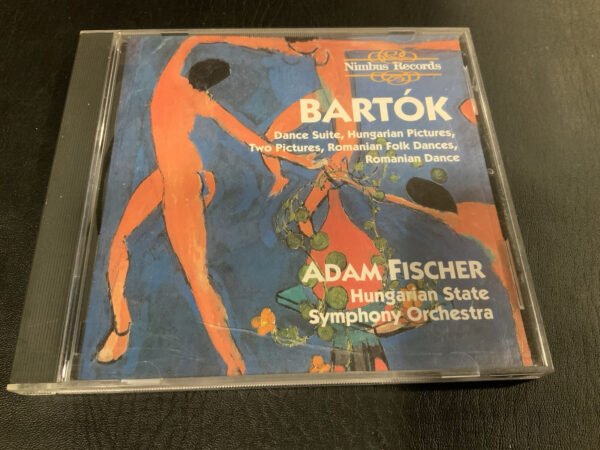 Nimbus Records
BARTÓK
Dance Suite, Hungarian Pictures,
Two Pictures, Romanian Folk Dances,
Romanian Dance
ADAM FISCHER
Hungarian State
Symphony Orchestra